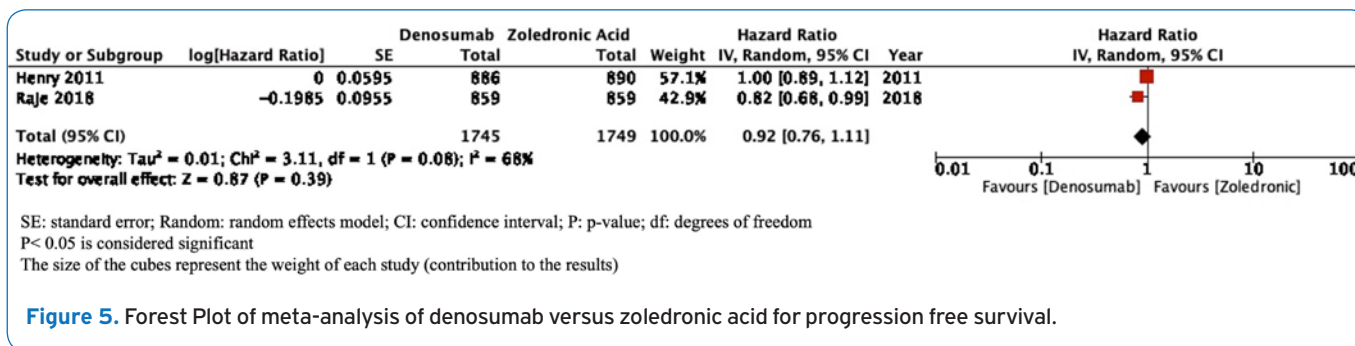 Denosumab Zoledronic Acid Hazard Ratio Hazard Ratio
Study or Subgroup log[Hazard Ratio] SE Total Total Weight IV, Random, 95% CI Year IV, Random, 95% CI
Henry 2011 0 0.0595 886 890 57.1% 1.00 [0.89, 1.12] 2011
Raje 2018 −0.1985 0.0955 859 859 42.9% 0.82 [0.68, 0.99] 2018
Total (95% CI) 1745 1749 100.0% 0.92 [0.76, 1.11]
Heterogeneity: Tau² = 0.01; Chi² = 3.11, df = 1 (P = 0.08); I² = 68%
Test for overall effect: Z = 0.87 (P = 0.39)
0.01 0.1 1 10 100
Favours [Denosumab] Favours [Zoledronic]
SE: standard error; Random: random effects model; CI: confidence interval; P: p-value; df: degrees of freedom
P< 0.05 is considered significant
The size of the cubes represent the weight of each study (contribution to the results)
Figure 5. Forest Plot of meta-analysis of denosumab versus zoledronic acid for progression free survival.